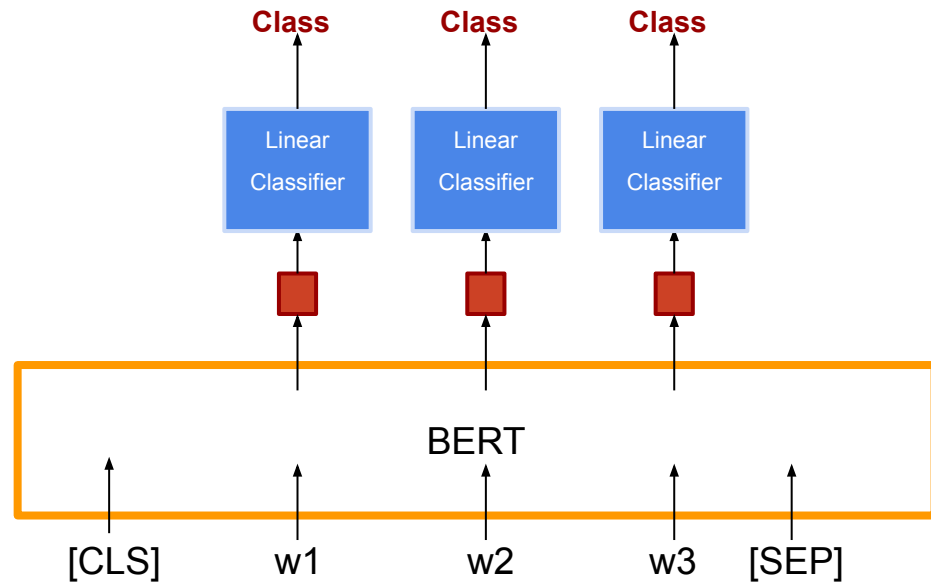 Class Class Class
Linear Linear Linear
Classifier Classifier Classifier
BERT
[CLS] w1 w2 w3 [SEP]